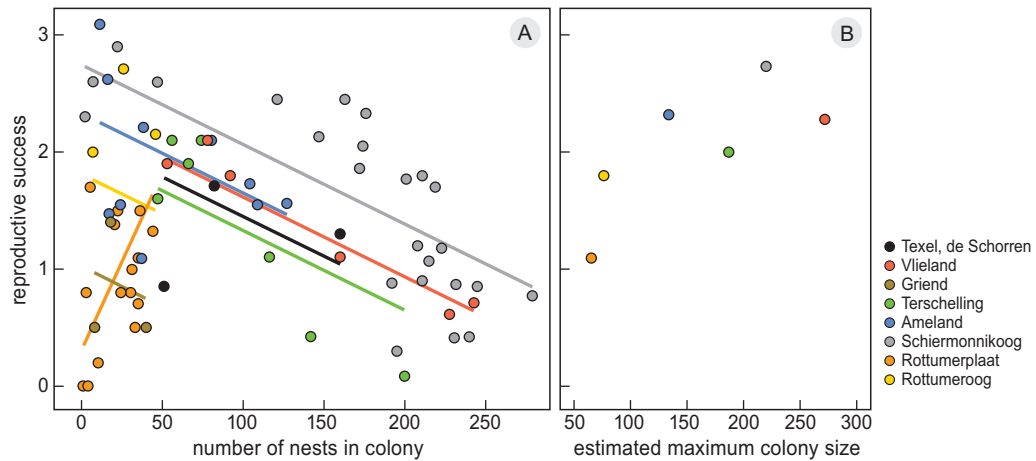 A
B
reproductive success
3
2
1
0
0
50
100
150
200
250
number of nests in colony
50
100
150
200
250
300
estimated maximum colony size
Texel, de Schorren
Vlieland
Griend
Terschelling
Ameland
Schiermonnikoog
Rottumerplaat
Rottumeroog